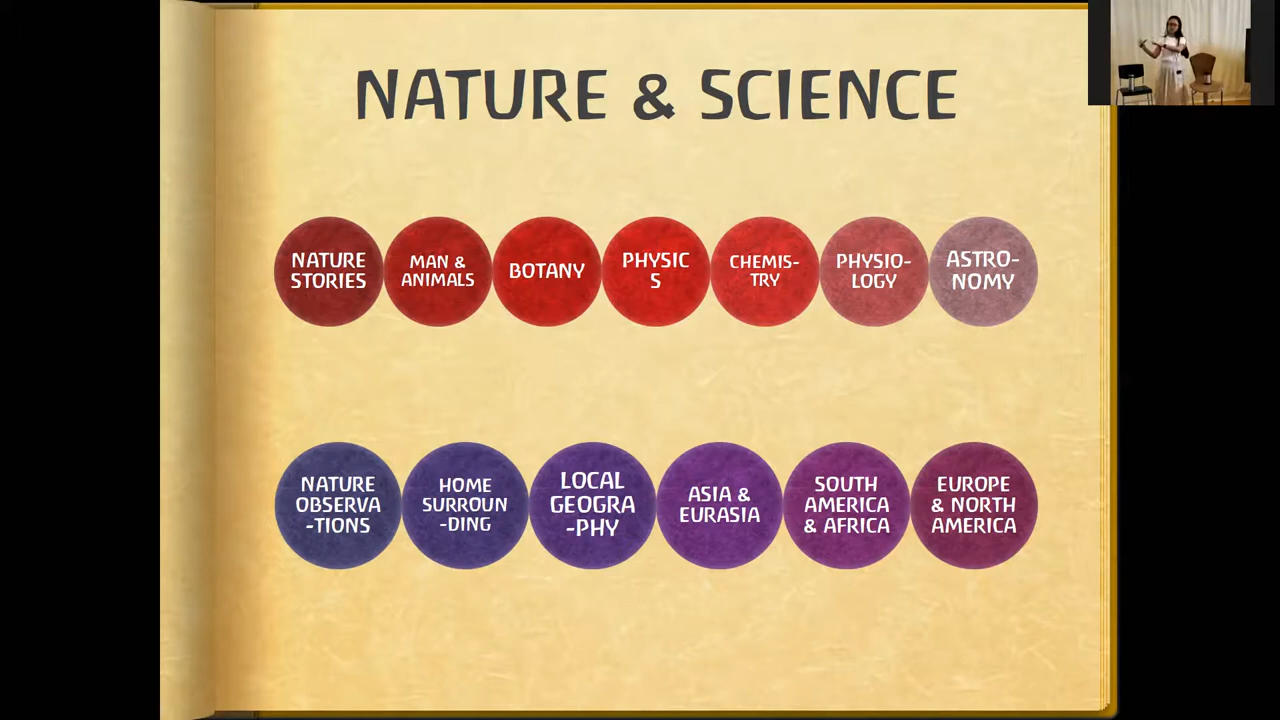 NATURE & SCIENCE
NATURE
STORIES
MAN &
ANIMALS
BOTANY
PHYSIC
S
CHEMIS-
TRY
PHYSIO-
LOGY
ASTRO-
NOMY
NATURE
OBSERVA
-TIONS
HOME
SURROUN
-DING
LOCAL
GEOGRA
-PHY
ASIA &
EURASIA
SOUTH
AMERICA
& AFRICA
EUROPE
& NORTH
AMERICA